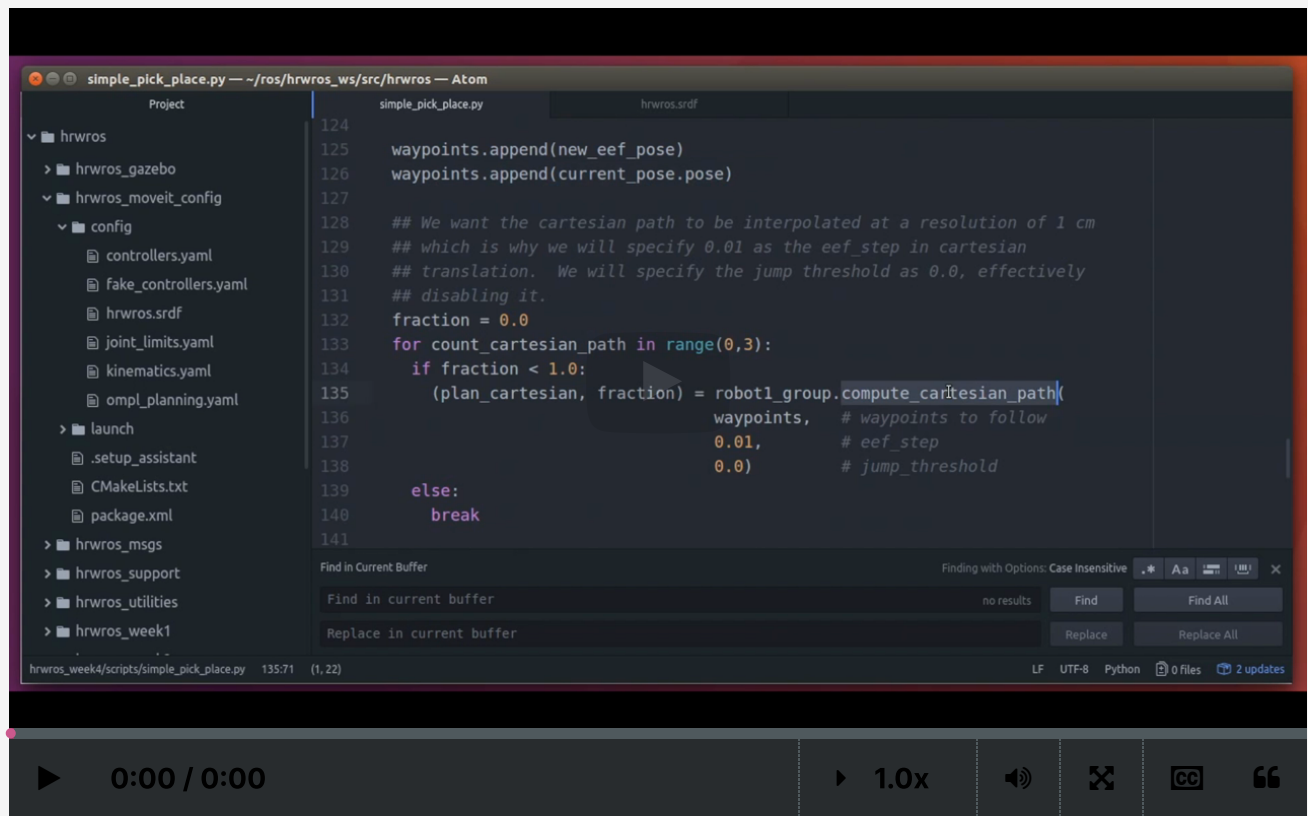 simple_pick_place.py — ~/ros/hrwros_ws/src/hrwros — Atom
Project
simple_pick_place.py
hrwros.srdf
hrwros
hrwros_gazebo
hrwros_moveit_config
config
controllers.yaml
fake_controllers.yaml
hrwros.srdf
joint_limits.yaml
kinematics.yaml
ompl_planning.yaml
launch
.setup_assistant
CMakeLists.txt
package.xml
hrwros_msgs
hrwros_support
hrwros_utilities
hrwros_week1
124
125 waypoints.append(new_eef_pose)
126 waypoints.append(current_pose.pose)
127
128 ## We want the cartesian path to be interpolated at a resolution of 1 cm
129 ## which is why we will specify 0.01 as the eef_step in cartesian
130 ## translation.  We will specify the jump threshold as 0.0, effectively
131 ## disabling it.
132 fraction = 0.0
133 for count_cartesian_path in range(0,3):
134 if fraction < 1.0:
135 (plan_cartesian, fraction) = robot1_group.compute_cartesian_path(
136 waypoints, # waypoints to follow
137 0.01, # eef_step
138 0.0) # jump_threshold
139 else:
140 break
141
Find in Current Buffer
Finding with Options: Case Insensitive
.* Aa
Find in current buffer
no results
Find
Find All
Replace in current buffer
Replace
Replace All
hrwros_week4/scripts/simple_pick_place.py 135:71 (1, 22)
LF UTF-8 Python 0 files 2 updates
0:00 / 0:00
1.0x
CC